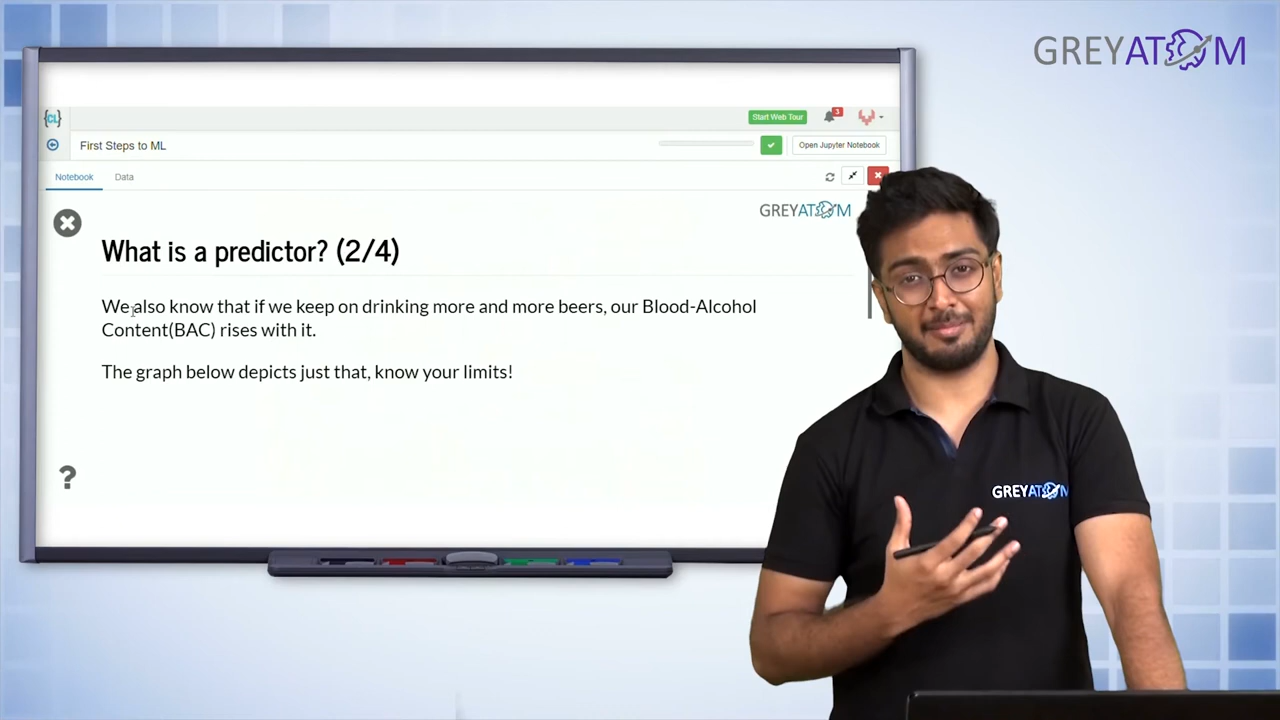 GREYATOM
{CL}
Start Web Tour
3
First Steps to ML
Open Jupyter Notebook
Notebook
Data
GREYATOM
What is a predictor? (2/4)
We also know that if we keep on drinking more and more beers, our Blood-Alcohol
Content(BAC) rises with it.
The graph below depicts just that, know your limits!
?
GREYATOM